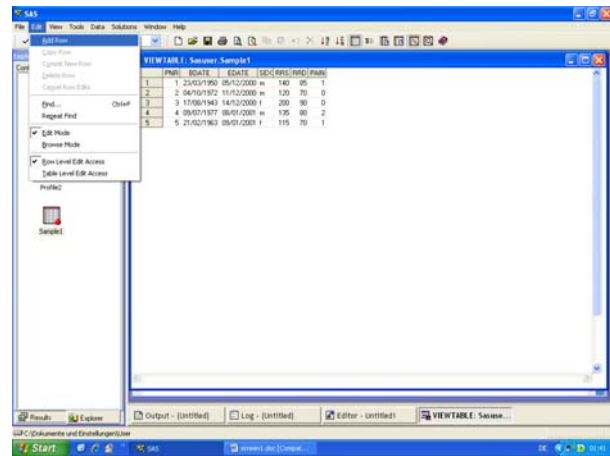 SAS
File Edit View Tools Data Solutions Window Help
Add Row
Copy Row
Commit New Row
Delete Row
Cancel Row Edits
Find... Ctrl+F
Repeat Find
Edit Mode
Browse Mode
Row Level Edit Access
Table Level Edit Access
Profile2
Sample1
VIEWTABLE: Sasuser.Sample1
PNR BDATE EDATE SEX RRS RRD PAIN
1 1 23/03/1950 05/12/2000 m 140 95 1
2 2 04/10/1972 11/12/2000 m 120 70 0
3 3 17/08/1943 14/12/2000 f 200 90 0
4 4 09/07/1977 08/01/2001 m 135 80 2
5 5 21/02/1963 09/01/2001 f 115 70 1
Results Explorer Output - (Untitled) Log - (Untitled) Editor - Untitled1 VIEWTABLE: Sasuse...
C:\Dokumente und Einstellungen\User
Start SAS screen1.doc [Compat... DE 01:41